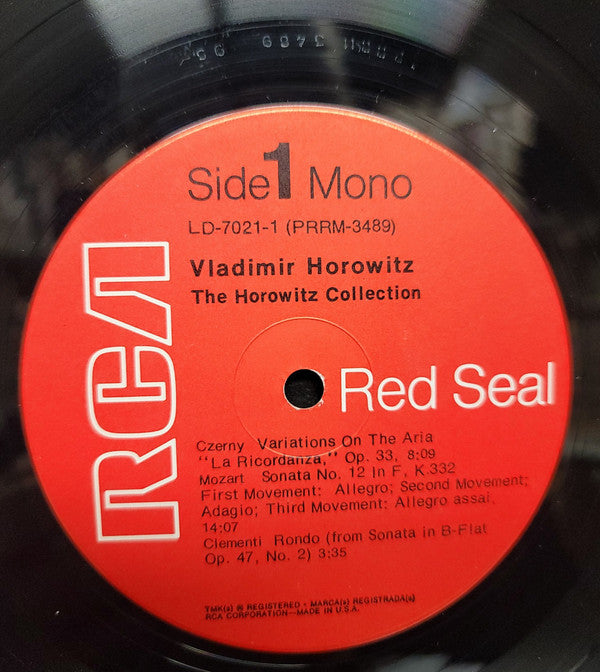 Side 1 Mono
LD-7021-1 (PRRM-3489)
Vladimir Horowitz
The Horowitz Collection
RCA
Red Seal
Czerny Variations On The Aria
"La Ricordanza," Op. 33, 8:09
Mozart Sonata No. 12 In F, K.332
First Movement: Allegro; Second Movement;
Adagio; Third Movement: Allegro assai,
14:07
Clementi Rondo (from Sonata in B-Flat
Op. 47, No. 2) 3:35
TMK(s) ® REGISTERED • MARCA(s) REGISTRADA(s)
RCA CORPORATION—MADE IN U.S.A.